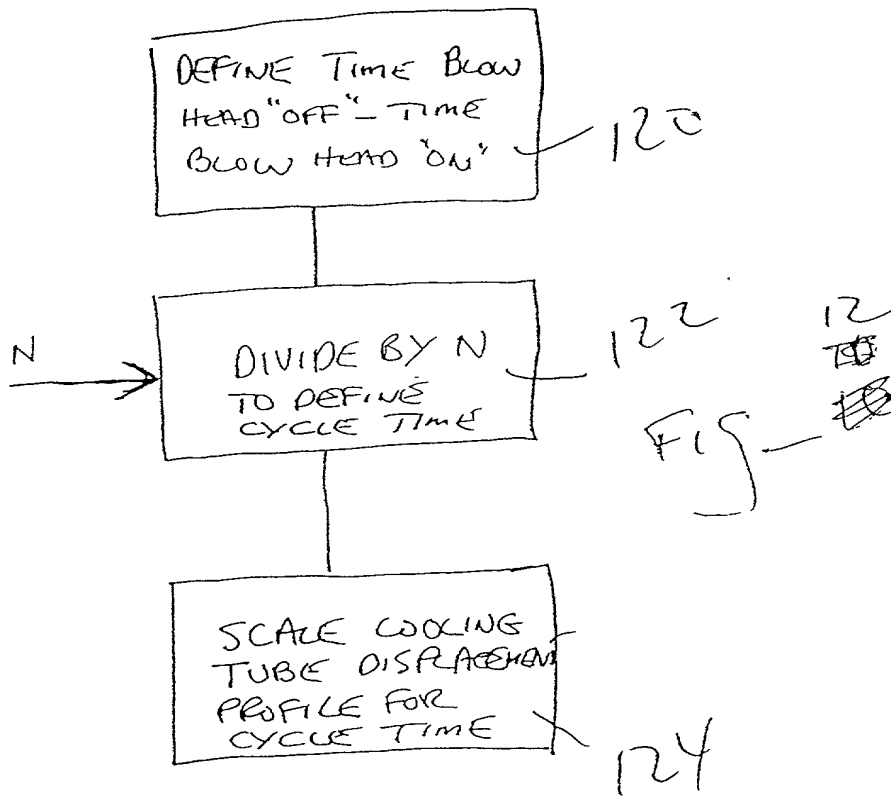 DEFINE TIME BLOW
HEAD "OFF" - TIME
BLOW HEAD "ON"
120
N
DIVIDE BY N
TO DEFINE
CYCLE TIME
122
Fig_ 12
SCALE COOLING
TUBE DISPLACEMENT
PROFILE FOR
CYCLE TIME
124